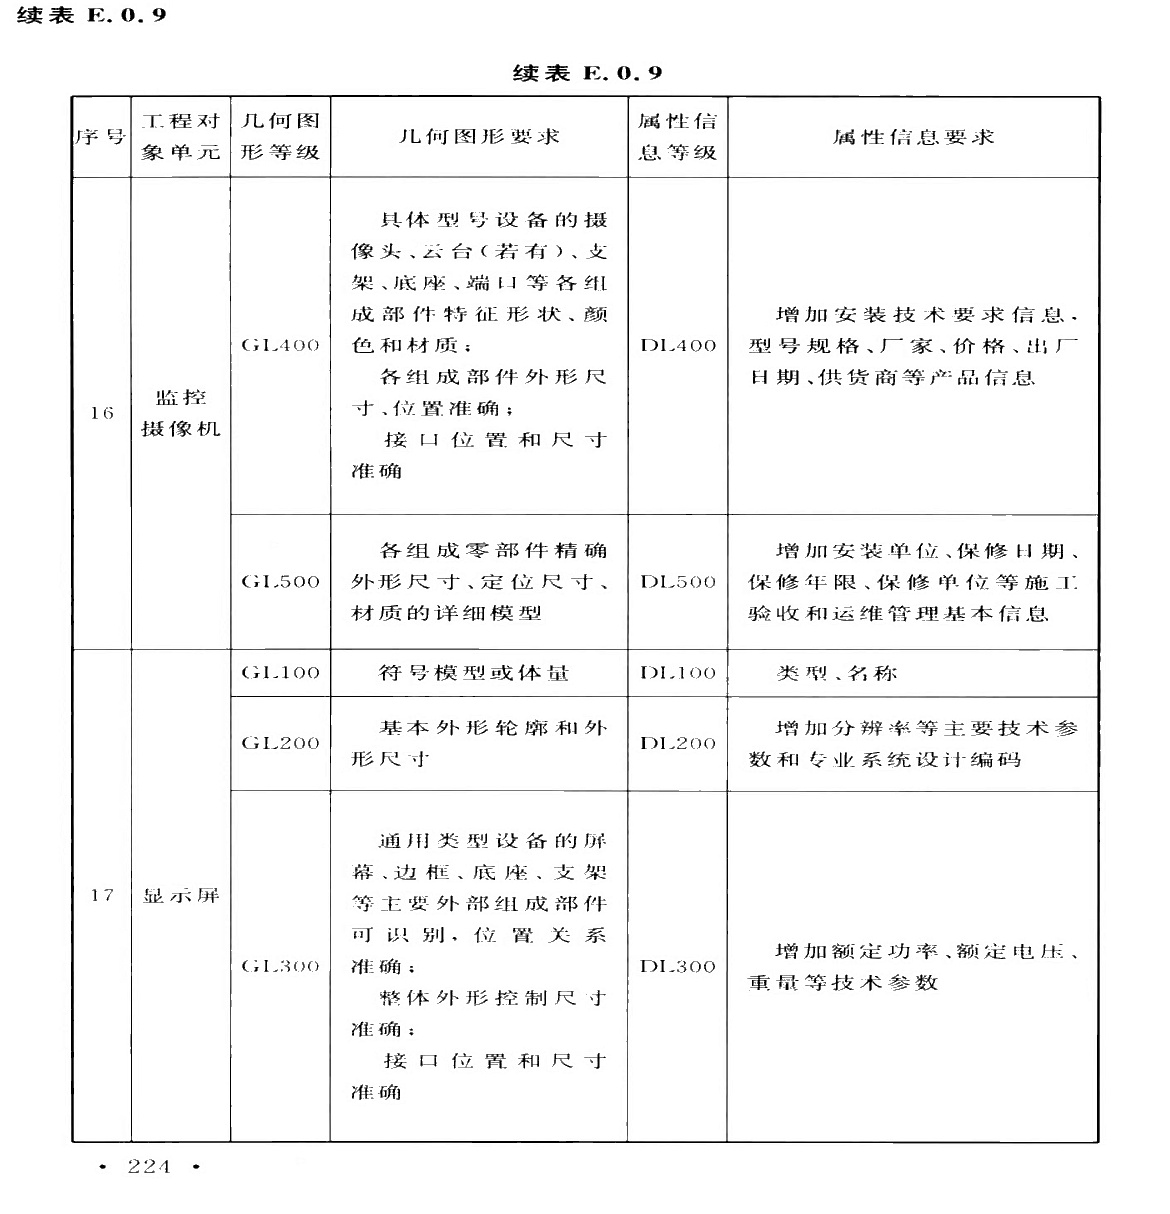 续表 E.0.9
续表 E.0.9
序号
工程对
象单元
几何图
形等级
几何图形要求
属性信
息等级
属性信息要求
16
监控
摄像机
GL400
具体型号设备的摄
像头、云台(若有)、支
架、底座、端口等各组
成部件特征形状、颜
色和材质;
各组成部件外形尺
寸、位置准确;
接口位置和尺寸
准确
DL400
增加安装技术要求信息,
型号规格、厂家、价格、出厂
日期、供货商等产品信息
GL500
各组成零部件精确
外形尺寸、定位尺寸、
材质的详细模型
DL500
增加安装单位、保修日期、
保修年限、保修单位等施工
验收和运维管理基本信息
17
显示屏
GL100
符号模型或体量
DL100
类型、名称
GL200
基本外形轮廓和外
形尺寸
DL200
增加分辨率等主要技术参
数和专业系统设计编码
GL300
通用类型设备的屏
幕、边框、底座、支架
等主要外部组成部件
可识别,位置关系
准确;
整体外形控制尺寸
准确;
接口位置和尺寸
准确
DL300
增加额定功率、额定电压、
重量等技术参数
• 224 •